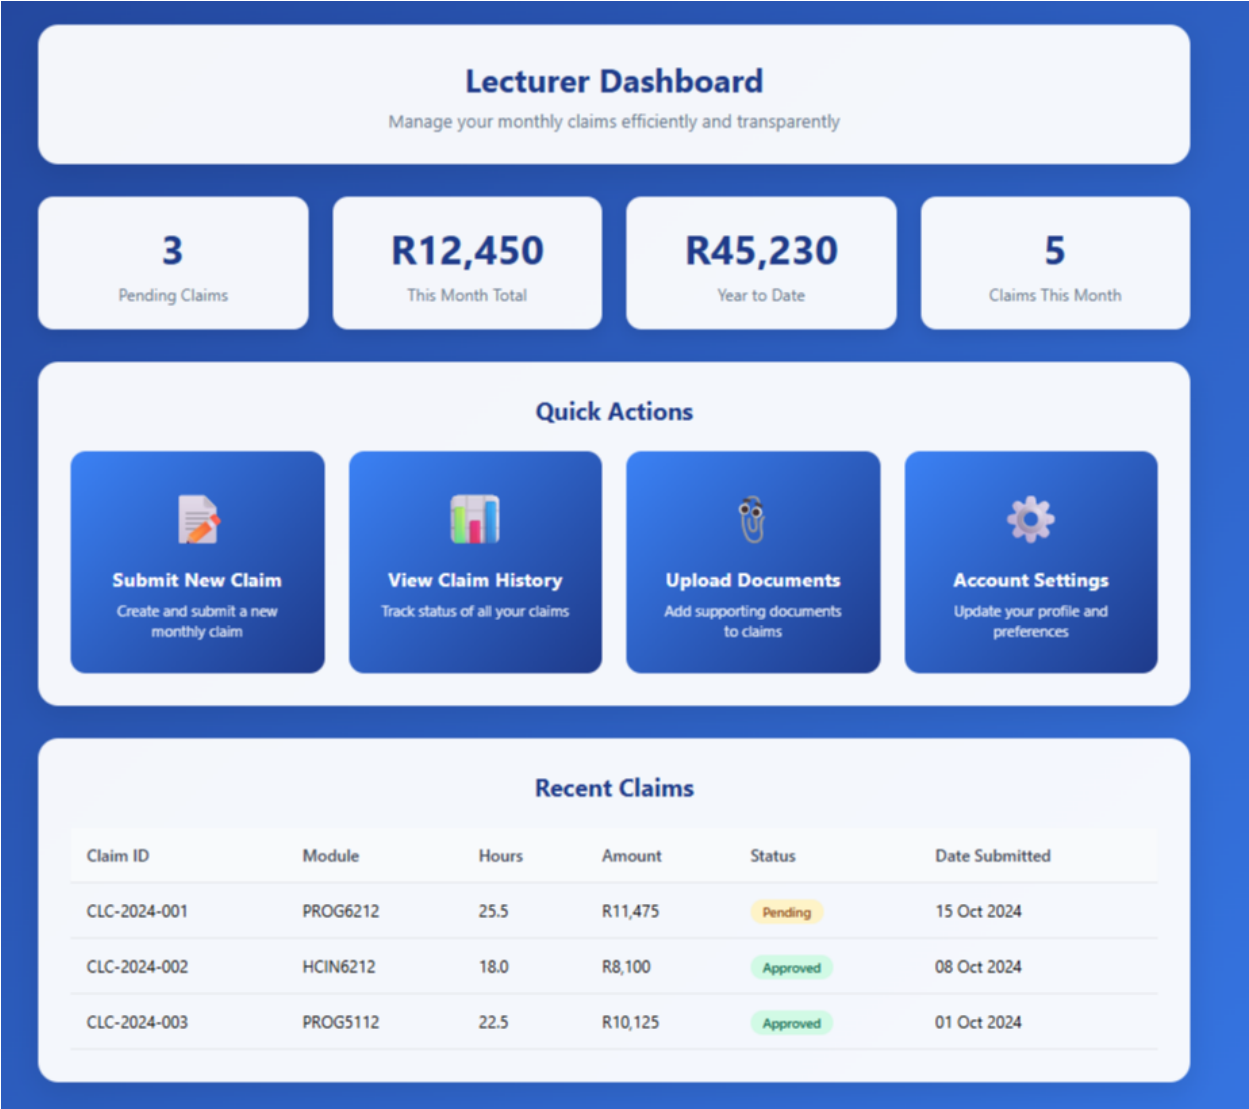 Lecturer Dashboard
Manage your monthly claims efficiently and transparently
3
Pending Claims
R12,450
This Month Total
R45,230
Year to Date
5
Claims This Month
Quick Actions
Submit New Claim
Create and submit a new
monthly claim
View Claim History
Track status of all your claims
Upload Documents
Add supporting documents
to claims
Account Settings
Update your profile and
preferences
Recent Claims
Claim ID Module Hours Amount Status Date Submitted
CLC-2024-001 PROG6212 25.5 R11,475 Pending 15 Oct 2024
CLC-2024-002 HCIN6212 18.0 R8,100 Approved 08 Oct 2024
CLC-2024-003 PROG5112 22.5 R10,125 Approved 01 Oct 2024